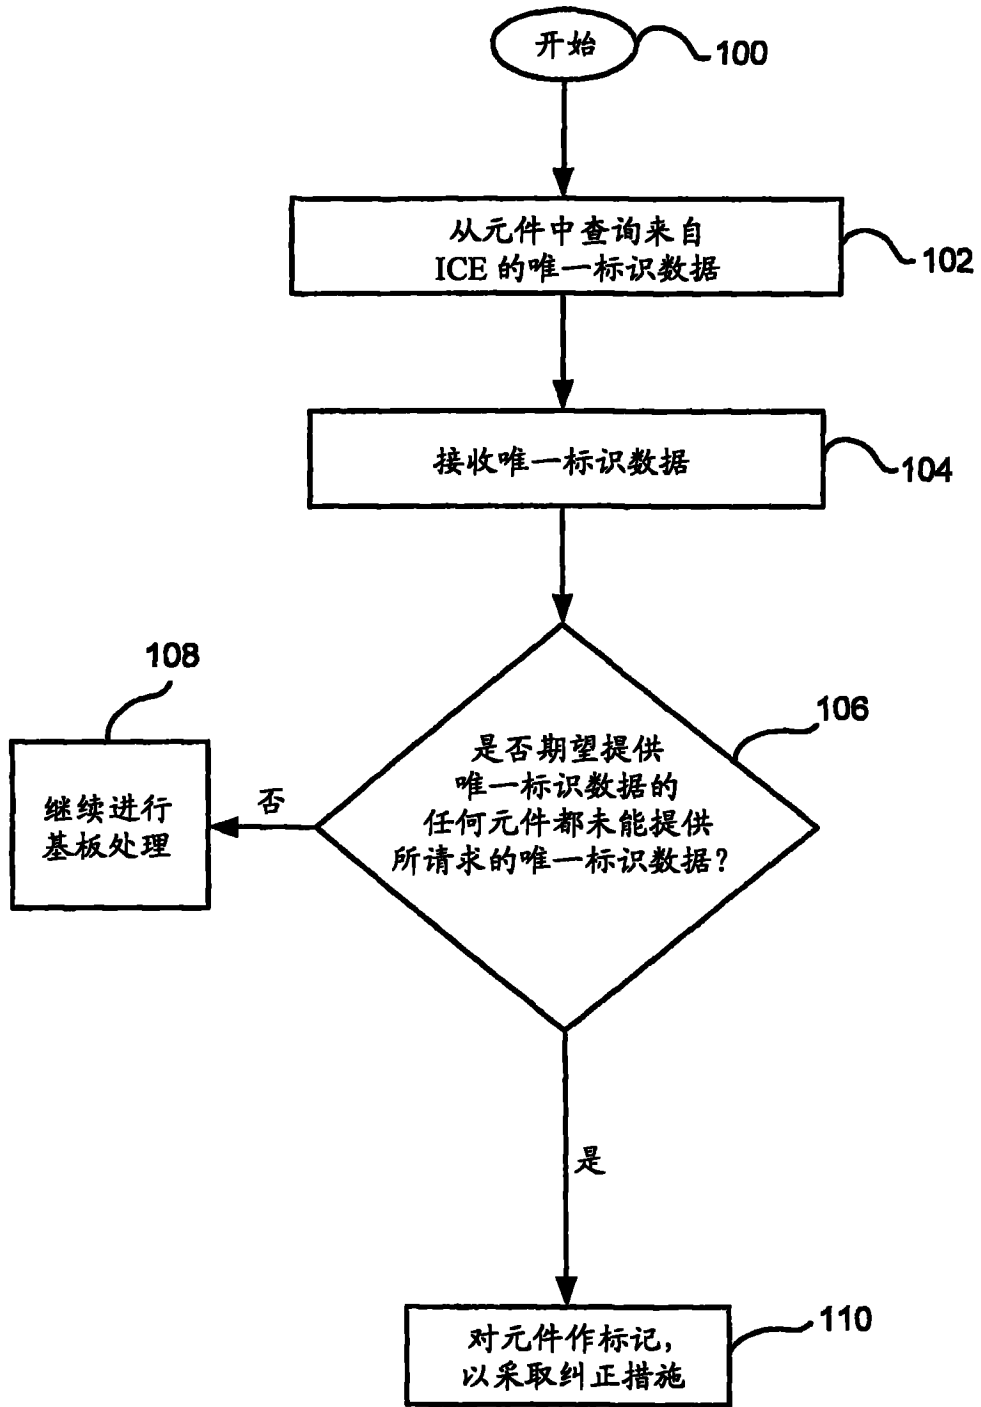 开始
100
从元件中查询来自
ICE 的唯一标识数据
102
接收唯一标识数据
104
108
106
是否期望提供
唯一标识数据的
任何元件都未能提供
所请求的唯一标识数据？
否
继续进行
基板处理
是
110
对元件作标记，
以采取纠正措施